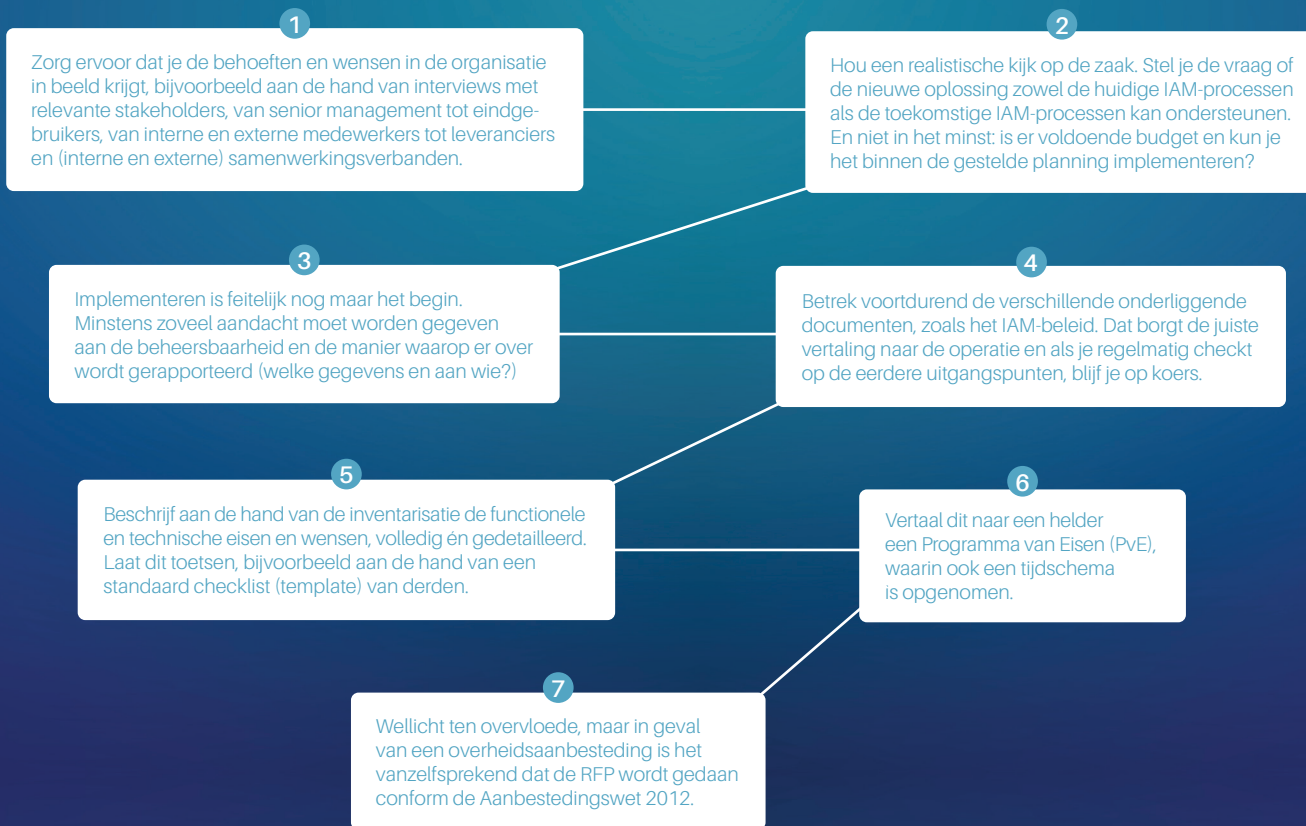 1
Zorg ervoor dat je de behoeften en wensen in de organisatie
in beeld krijgt, bijvoorbeeld aan de hand van interviews met
relevante stakeholders, van senior management tot eindge-
bruikers, van interne en externe medewerkers tot leveranciers
en (interne en externe) samenwerkingsverbanden.
2
Hou een realistische kijk op de zaak. Stel je de vraag of
de nieuwe oplossing zowel de huidige IAM-processen
als de toekomstige IAM-processen kan ondersteunen.
En niet in het minst: is er voldoende budget en kun je
het binnen de gestelde planning implementeren?
3
Implementeren is feitelijk nog maar het begin.
Minstens zoveel aandacht moet worden gegeven
aan de beheersbaarheid en de manier waarop er over
wordt gerapporteerd (welke gegevens en aan wie?)
4
Betrek voortdurend de verschillende onderliggende
documenten, zoals het IAM-beleid. Dat borgt de juiste
vertaling naar de operatie en als je regelmatig checkt
op de eerdere uitgangspunten, blijf je op koers.
5
Beschrijf aan de hand van de inventarisatie de functionele
en technische eisen en wensen, volledig én gedetailleerd.
Laat dit toetsen, bijvoorbeeld aan de hand van een
standaard checklist (template) van derden.
6
Vertaal dit naar een helder
een Programma van Eisen (PvE),
waarin ook een tijdschema
is opgenomen.
7
Wellicht ten overvloede, maar in geval
van een overheidsaanbesteding is het
vanzelfsprekend dat de RFP wordt gedaan
conform de Aanbestedingswet 2012.